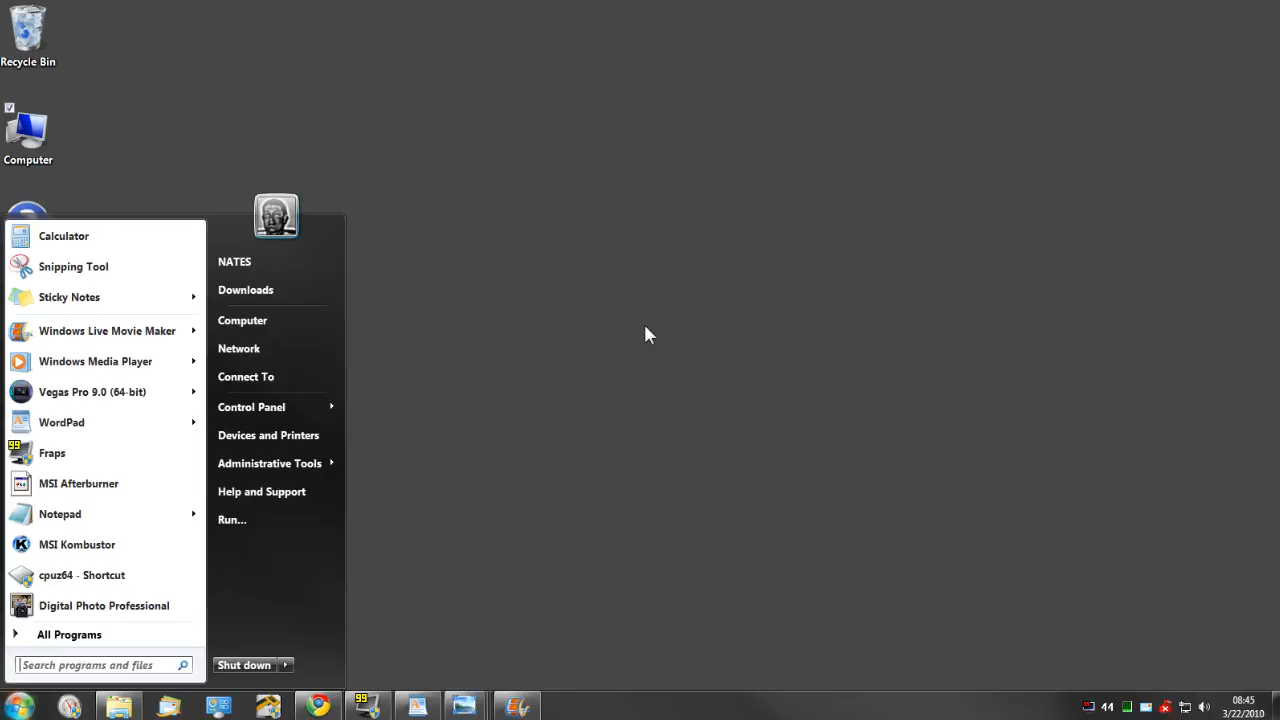 Recycle Bin
Computer
Calculator
Snipping Tool
Sticky Notes
Windows Live Movie Maker
Windows Media Player
Vegas Pro 9.0 (64-bit)
WordPad
99
Fraps
MSI Afterburner
Notepad
K
MSI Kombustor
cpuz64 - Shortcut
Digital Photo Professional
All Programs
Search programs and files
NATES
Downloads
Computer
Network
Connect To
Control Panel
Devices and Printers
Administrative Tools
Help and Support
Run...
Shut down
99
44
08:45
3/22/2010